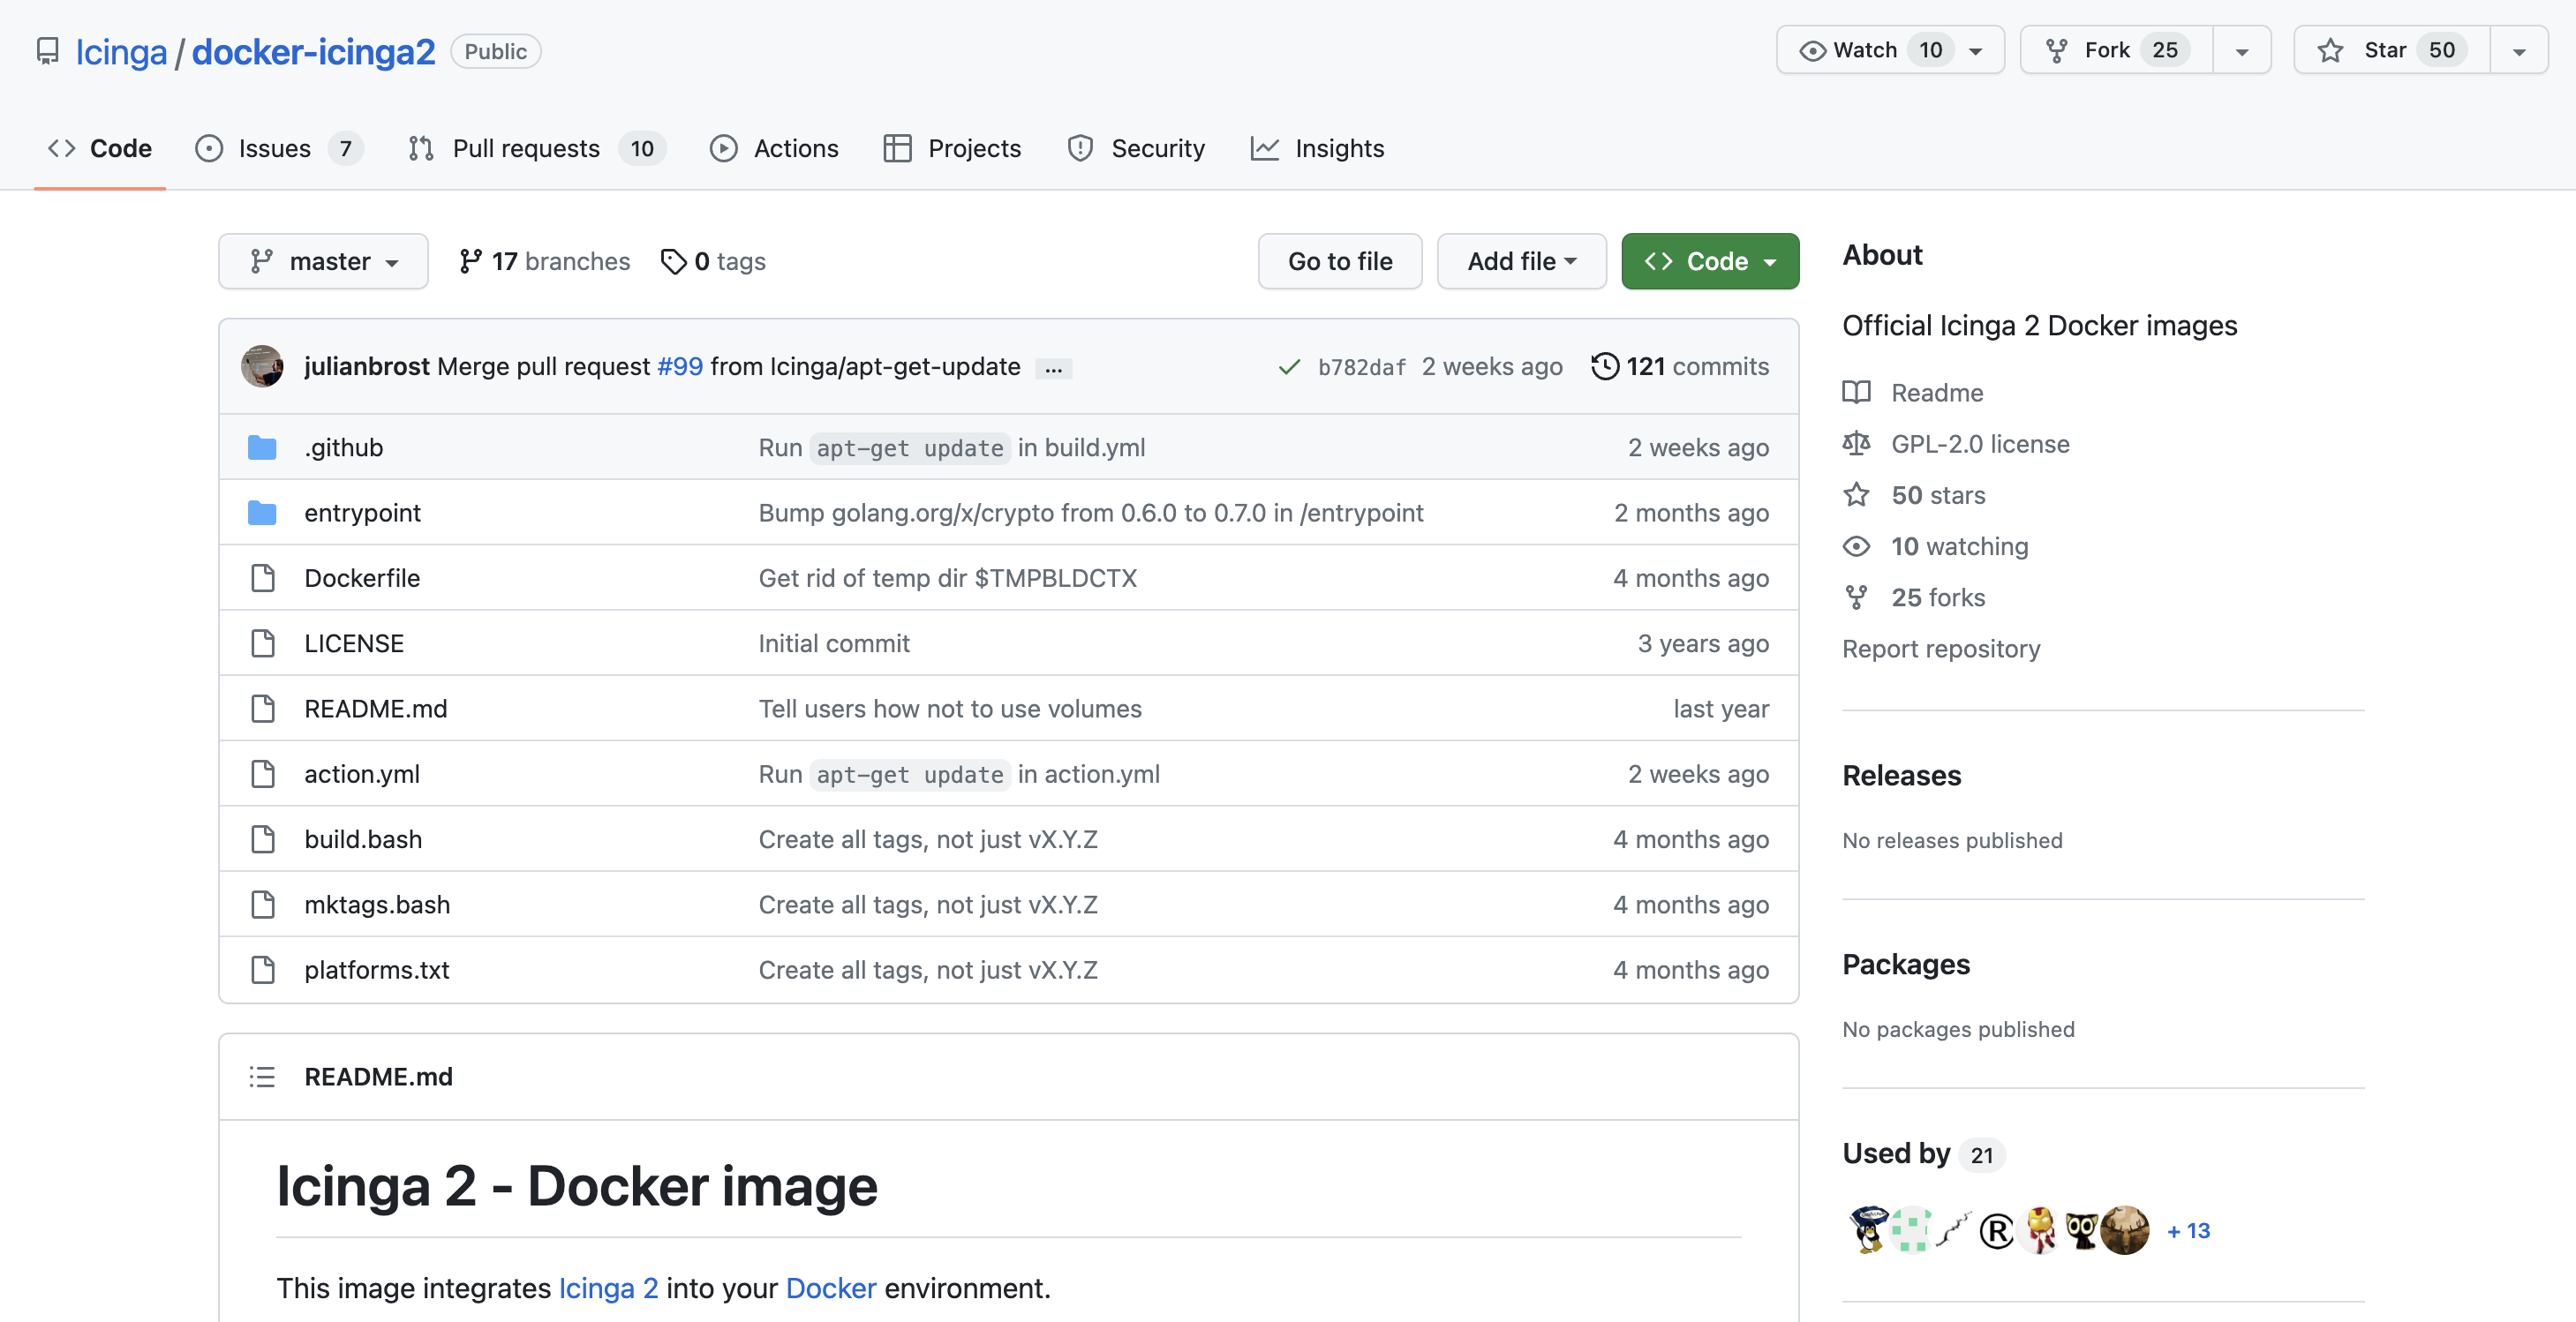 Icinga / docker-icinga2 Public Watch 10 Fork 25 Star 50
Code Issues 7 Pull requests 10 Actions Projects Security Insights
master 17 branches 0 tags Go to file Add file Code
julianbrost Merge pull request #99 from Icinga/apt-get-update ... b782daf 2 weeks ago 121 commits
.github Run apt-get update in build.yml 2 weeks ago
entrypoint Bump golang.org/x/crypto from 0.6.0 to 0.7.0 in /entrypoint 2 months ago
Dockerfile Get rid of temp dir $TMPBLDCTX 4 months ago
LICENSE Initial commit 3 years ago
README.md Tell users how not to use volumes last year
action.yml Run apt-get update in action.yml 2 weeks ago
build.bash Create all tags, not just vX.Y.Z 4 months ago
mktags.bash Create all tags, not just vX.Y.Z 4 months ago
platforms.txt Create all tags, not just vX.Y.Z 4 months ago
README.md
Icinga 2 - Docker image
This image integrates Icinga 2 into your Docker environment.
About
Official Icinga 2 Docker images
Readme
GPL-2.0 license
50 stars
10 watching
25 forks
Report repository
Releases
No releases published
Packages
No packages published
Used by 21
®
+ 13